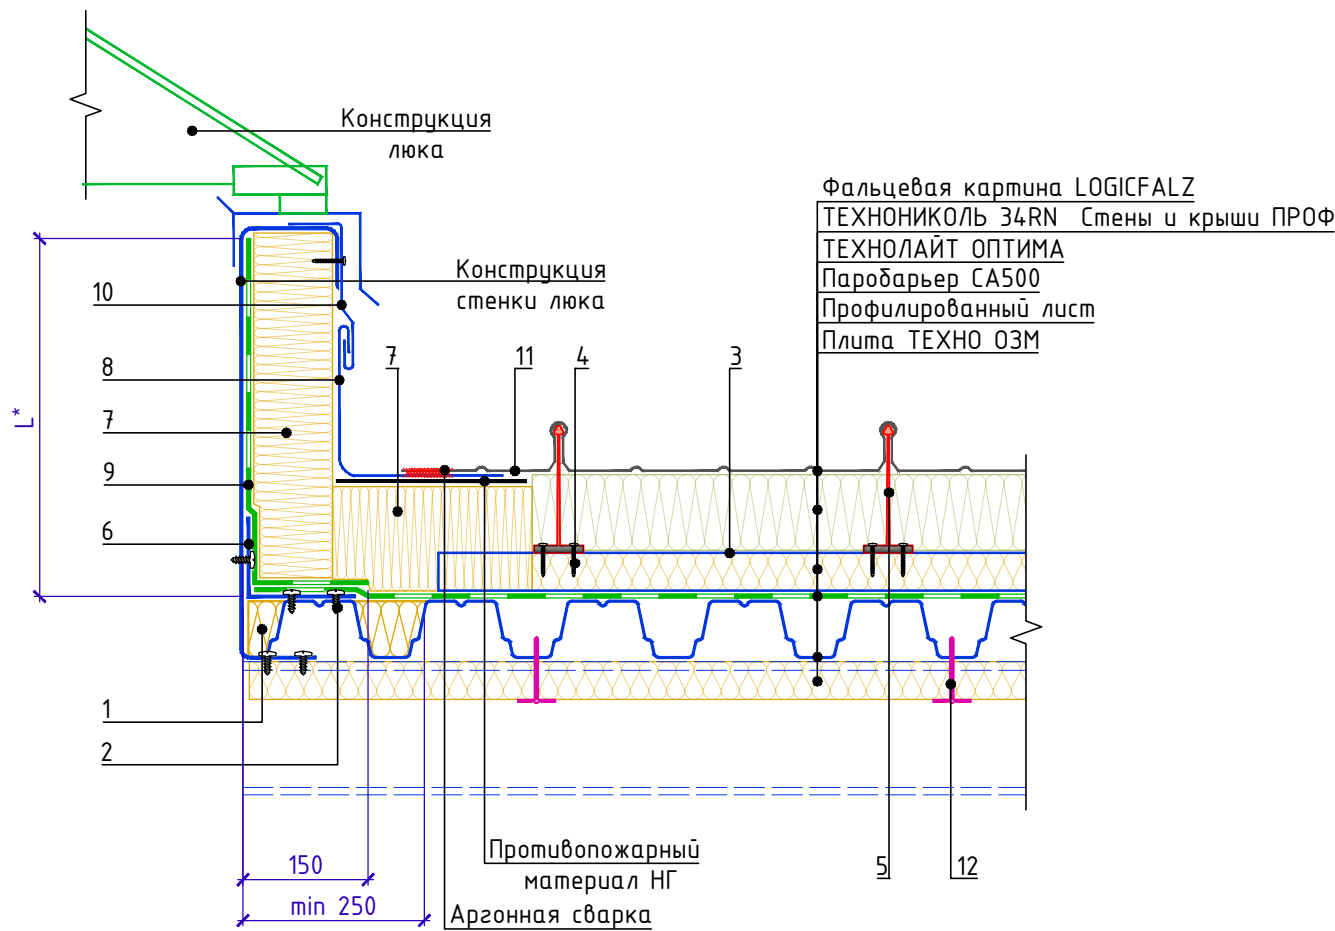 Конструкция
люка
Фальцевая картина LOGICFALZ
ТЕХНОНИКОЛЬ 34RN Стены и крыши ПРОФ
ТЕХНОЛАЙТ ОПТИМА
Паробарьер СА500
Профилированный лист
Плита ТЕХНО ОЗМ
Конструкция
стенки люка
10
8
7
9
6
L*
7
11
4
3
1
2
150
min 250
Противопожарный
материал НГ
Аргонная сварка
5
12